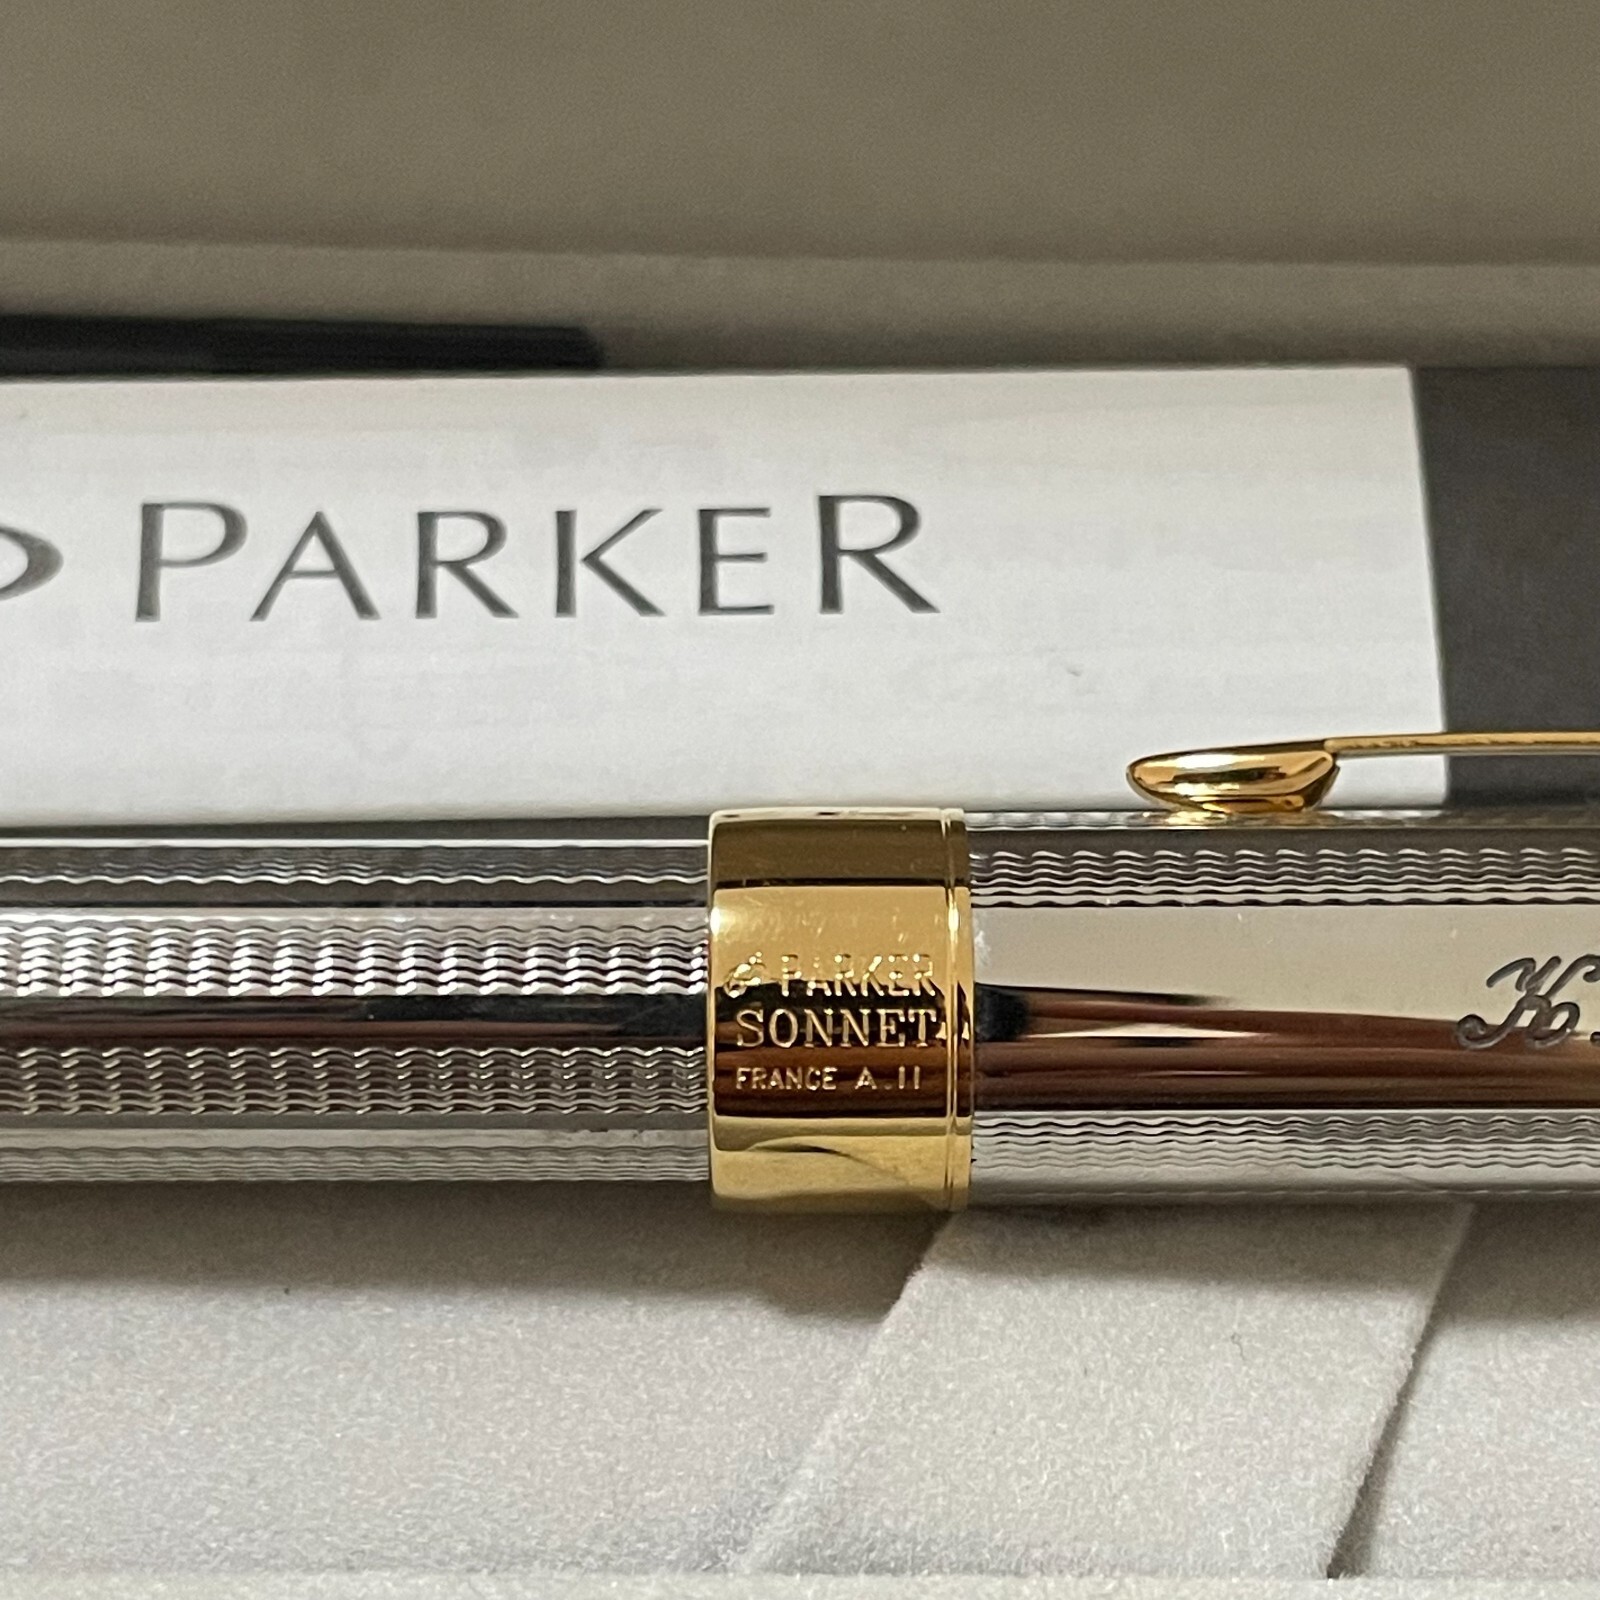 PARKER
PARKER
SONNET
FRANCE A.II
K